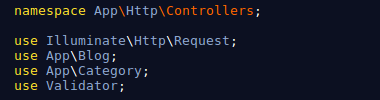 namespace App\Http\Controllers;
use Illuminate\Http\Request;
use App\Blog;
use App\Category;
use Validator;